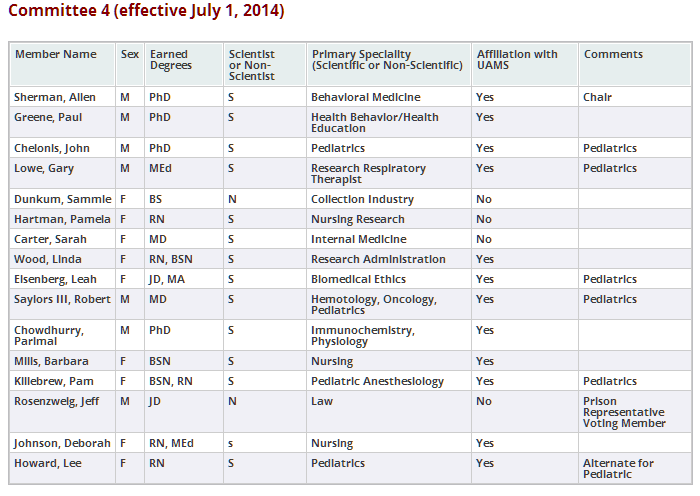 Committee 4 (effective July 1, 2014)
Member Name Sex Earned Degrees Scientist or Non-Scientist Primary Speciality (Scientific or Non-Scientific) Affiliation with UAMS Comments
Sherman, Allen M PhD S Behavioral Medicine Yes Chair
Greene, Paul M PhD S Health Behavior/Health Education Yes
Chelonis, John M PhD S Pediatrics Yes Pediatrics
Lowe, Gary M MEd S Research Respiratory Therapist Yes Pediatrics
Dunkum, Sammie F BS N Collection Industry No
Hartman, Pamela F RN S Nursing Research No
Carter, Sarah F MD S Internal Medicine No
Wood, Linda F RN, BSN S Research Administration Yes
Eisenberg, Leah F JD, MA S Biomedical Ethics Yes Pediatrics
Saylors III, Robert M MD S Hemotology, Oncology, Pediatrics Yes Pediatrics
Chowdhurry, Parimal M PhD S Immunochemistry, Physiology Yes
Mills, Barbara F BSN S Nursing Yes
Killebrew, Pam F BSN, RN S Pediatric Anesthesiology Yes Pediatrics
Rosenzweig, Jeff M JD N Law No Prison Representative Voting Member
Johnson, Deborah F RN, MEd s Nursing Yes
Howard, Lee F RN S Pediatrics Yes Alternate for Pediatric